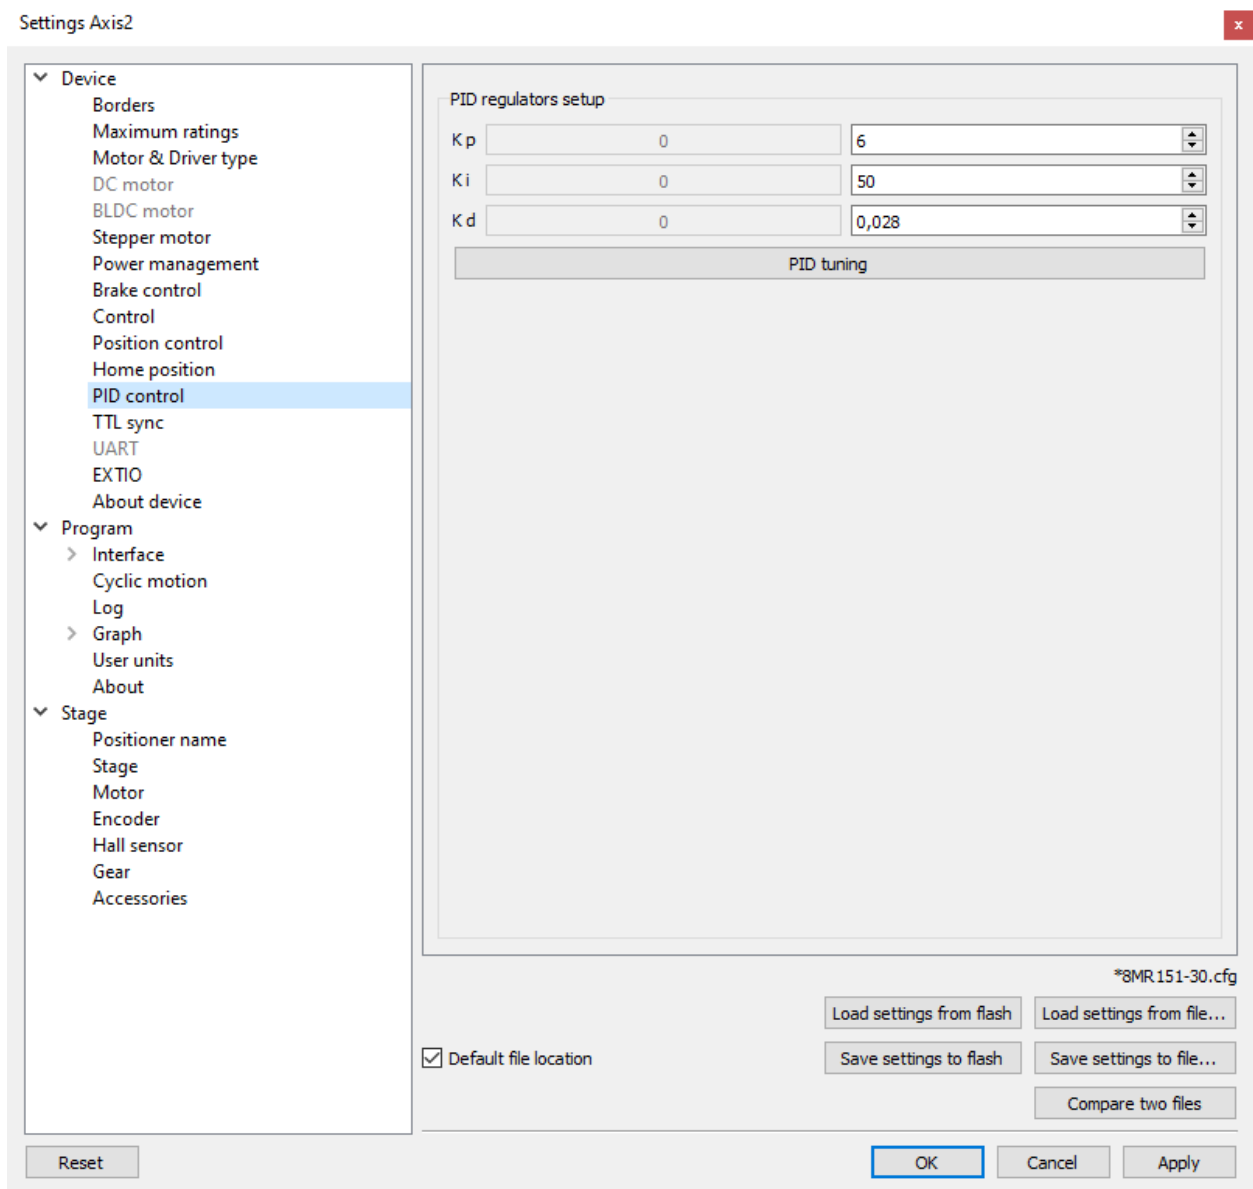 Settings Axis2
x
Device
Borders
Maximum ratings
Motor & Driver type
DC motor
BLDC motor
Stepper motor
Power management
Brake control
Control
Position control
Home position
PID control
TTL sync
UART
EXTIO
About device
Program
Interface
Cyclic motion
Log
Graph
User units
About
Stage
Positioner name
Stage
Motor
Encoder
Hall sensor
Gear
Accessories
PID regulators setup
Kp 0 6
Ki 0 50
Kd 0 0,028
PID tuning
*8MR151-30.cfg
Load settings from flash Load settings from file...
Default file location Save settings to flash Save settings to file...
Compare two files
Reset OK Cancel Apply